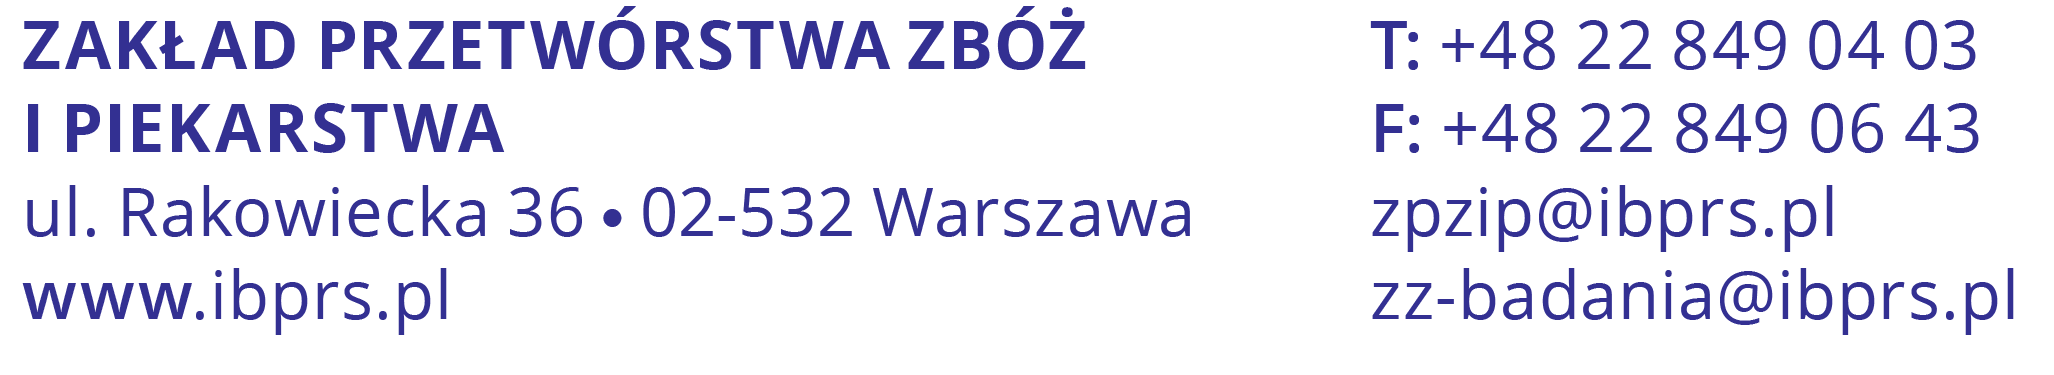 ZAKŁAD PRZETWÓRSTWA ZBÓŻ
I PIEKARSTWA
ul. Rakowiecka 36 • 02-532 Warszawa
www.ibprs.pl
T: +48 22 849 04 03
F: +48 22 849 06 43
zpzip@ibprs.pl
zz-badania@ibprs.pl